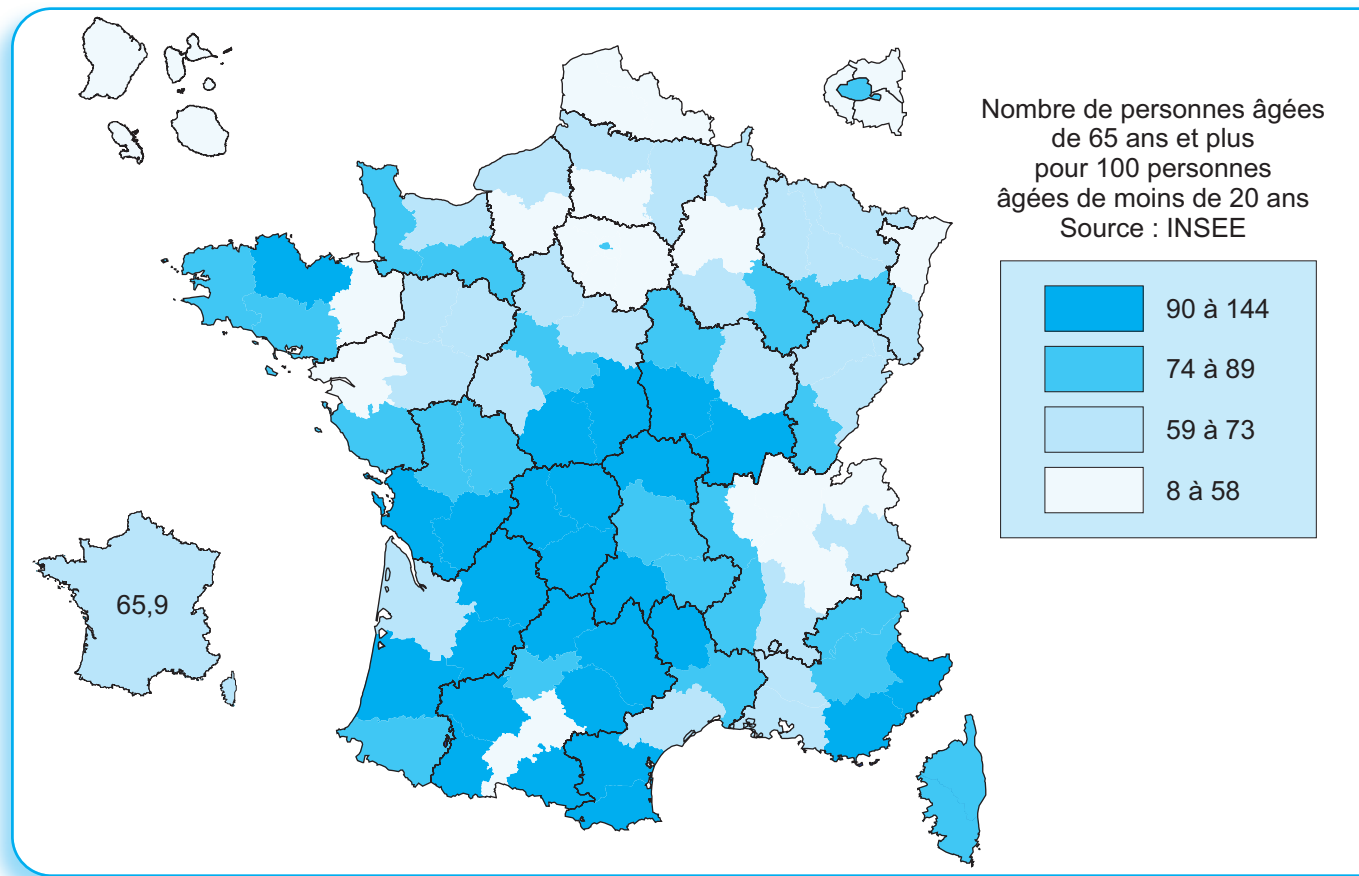 Nombre de personnes âgées
de 65 ans et plus
pour 100 personnes
âgées de moins de 20 ans
Source : INSEE
90 à 144
74 à 89
59 à 73
8 à 58
65,9